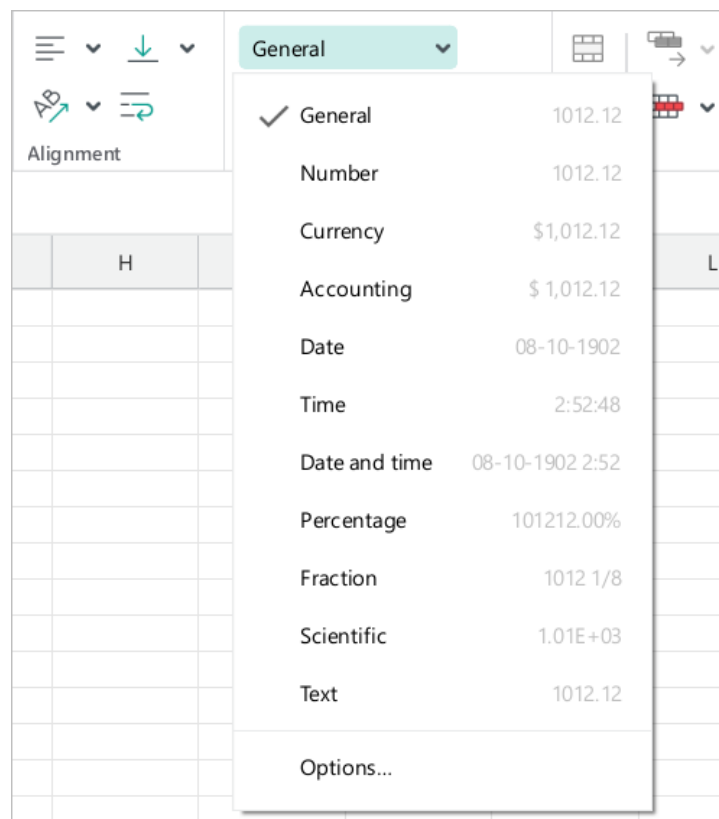 General
AB
Alignment
General 1012.12
Number 1012.12
Currency $1,012.12
Accounting $ 1,012.12
H
L
Date 08-10-1902
Time 2:52:48
Date and time 08-10-1902 2:52
Percentage 101212.00%
Fraction 1012 1/8
Scientific 1.01E+03
Text 1012.12
Options...